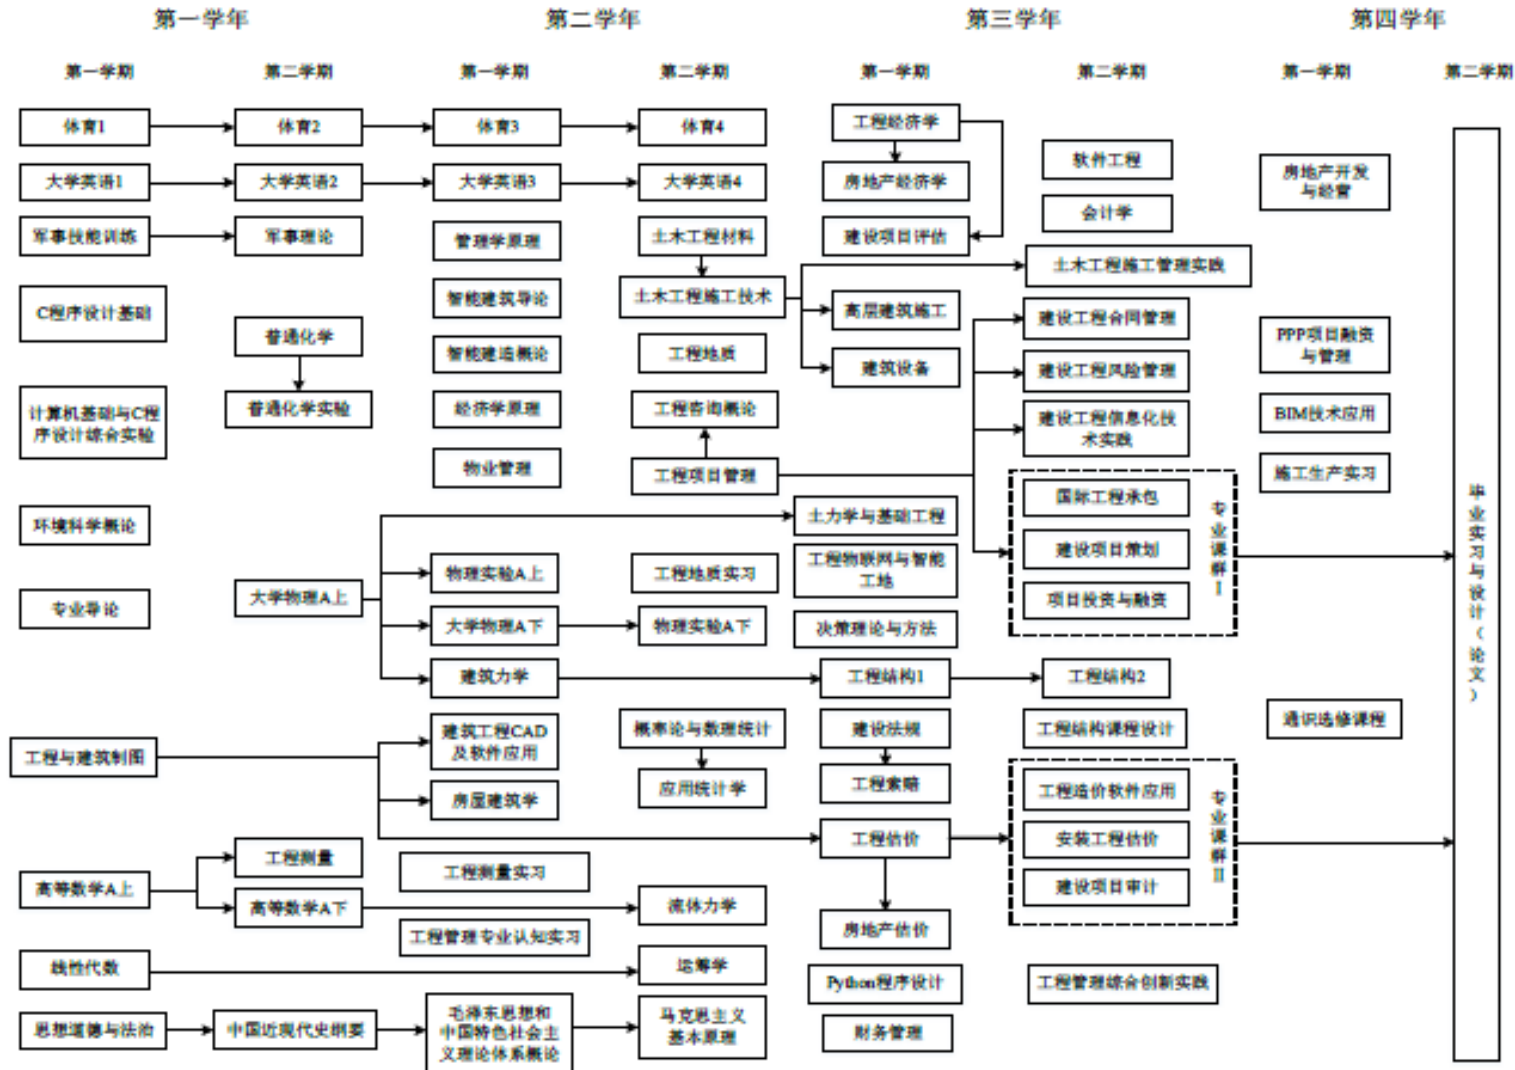 第一学年
第二学年
第三学年
第四学年
第一学期
第二学期
第一学期
第二学期
第一学期
第二学期
第一学期
第二学期
体育1
大学英语1
军事技能训练
C程序设计基础
计算机基础与C程
序设计综合实验
环境科学概论
专业导论
工程与建筑制图
高等数学A上
线性代数
思想道德与法治
体育2
大学英语2
军事理论
普通化学
普通化学实验
大学物理A上
工程测量
高等数学A下
中国近现代史纲要
体育3
大学英语3
管理学原理
智能建筑导论
智能建造概论
经济学原理
物业管理
物理实验A上
大学物理A下
建筑力学
建筑工程CAD
及软件应用
房屋建筑学
工程测量实习
工程管理专业认知实习
毛泽东思想和
中国特色社会主
义理论体系概论
体育4
大学英语4
土木工程材料
土木工程施工技术
工程地质
工程咨询概论
工程项目管理
工程地质实习
物理实验A下
概率论与数理统计
应用统计学
流体力学
运筹学
马克思主义
基本原理
工程经济学
房地产经济学
建设项目评估
高层建筑施工
建筑设备
土力学与基础工程
工程物联网与智能
工地
决策理论与方法
工程结构1
建设法规
工程索赔
工程估价
房地产估价
Python程序设计
财务管理
软件工程
会计学
土木工程施工管理实践
建设工程合同管理
建设工程风险管理
建设工程信息化技
术实践
国际工程承包
建设项目策划
项目投资与融资
专业课群Ⅰ
工程结构2
工程结构课程设计
工程造价软件应用
安装工程估价
建设项目审计
专业课群Ⅱ
工程管理综合创新实践
房地产开发
与经营
PPP项目融资
与管理
BIM技术应用
施工生产实习
通识选修课程
毕业实习与设计（论文）